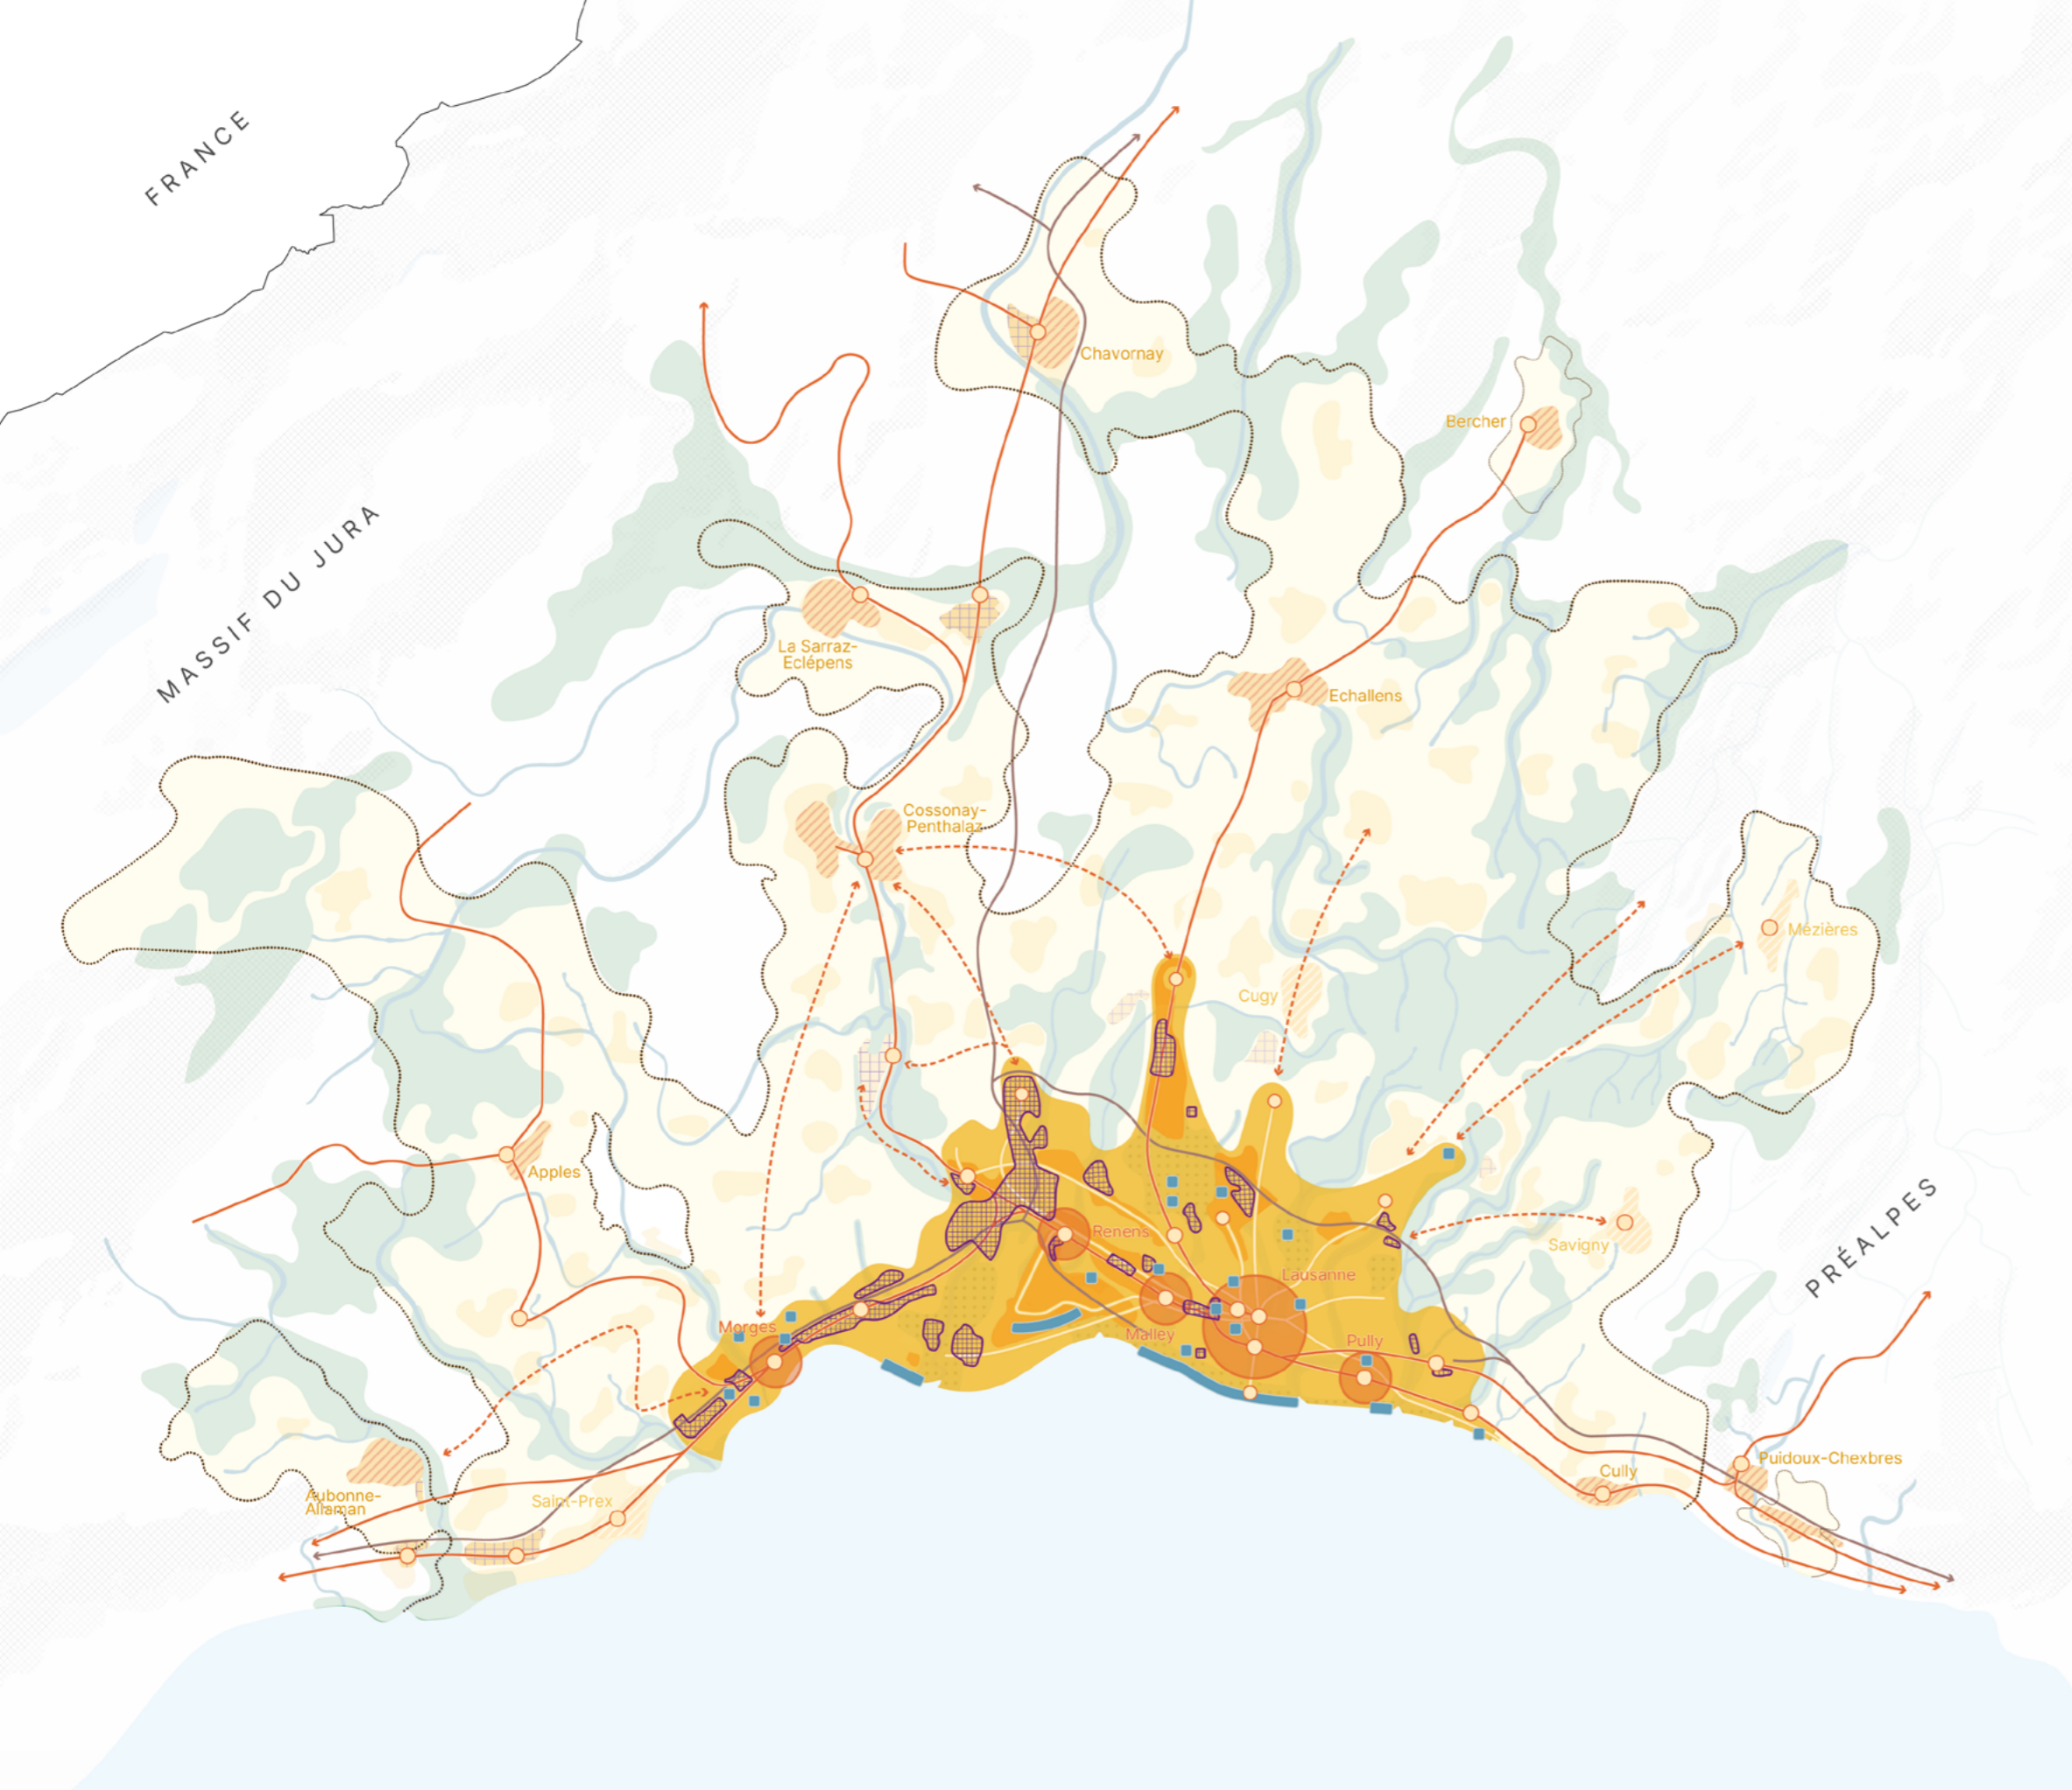 FRANCE
Chavornay
Bercher
MASSIF DU JURA
La Sarraz-
Eclépens
Echallens
Cossonay-
Penthalaz
Mézières
Cugy
Apples
Renens
Savigny
PRÉALPES
Lausanne
Morges
Malley
Pully
Puidoux-Chexbres
Cully
Aubonne-
Allaman
Saint-Prex